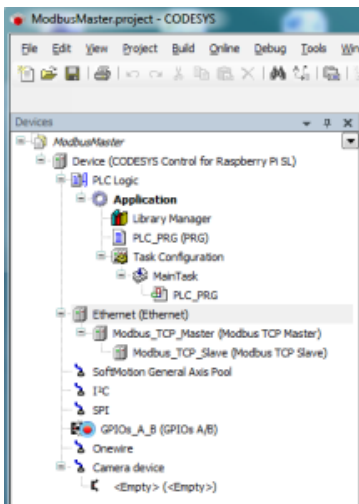 ModbusMaster.project - CODESYS
File Edit View Project Build Online Debug Tools Win
Devices
ModbusMaster
Device (CODESYS Control for Raspberry Pi SL)
PLC Logic
Application
Library Manager
PLC_PRG (PRG)
Task Configuration
MainTask
PLC_PRG
Ethernet (Ethernet)
Modbus_TCP_Master (Modbus TCP Master)
Modbus_TCP_Slave (Modbus TCP Slave)
SoftMotion General Axis Pool
I²C
SPI
GPIOs_A_B (GPIOs A/B)
Onewire
Camera device
<Empty> (<Empty>)